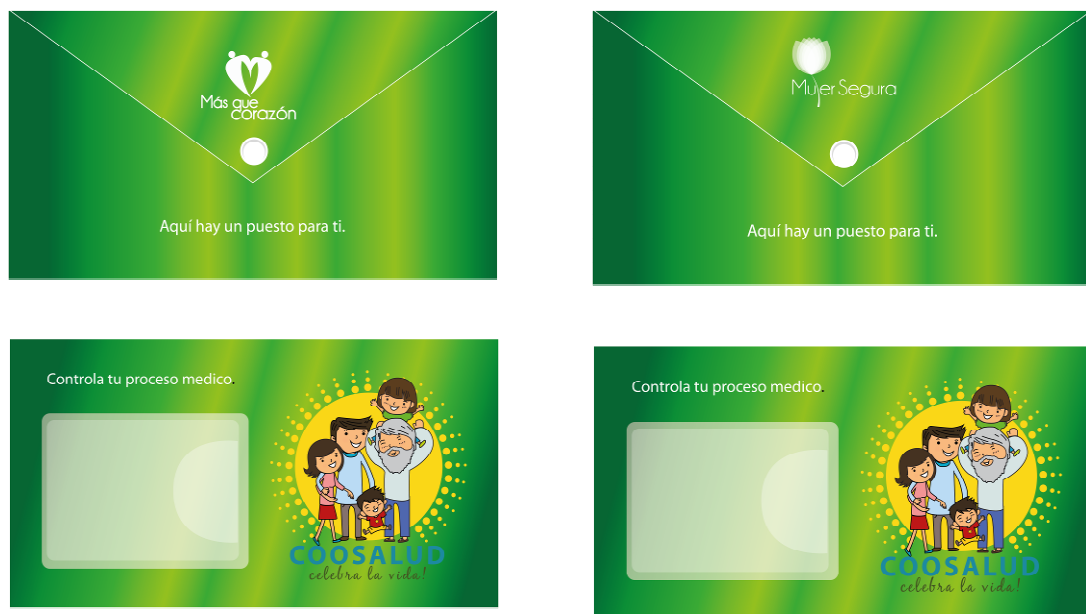 Más que
corazón
Aquí hay un puesto para ti.
Mujer Segura
Aquí hay un puesto para ti.
Controla tu proceso medico.
COOSALUD
celebra la vida!
Controla tu proceso medico.
COOSALUD
celebra la vida!